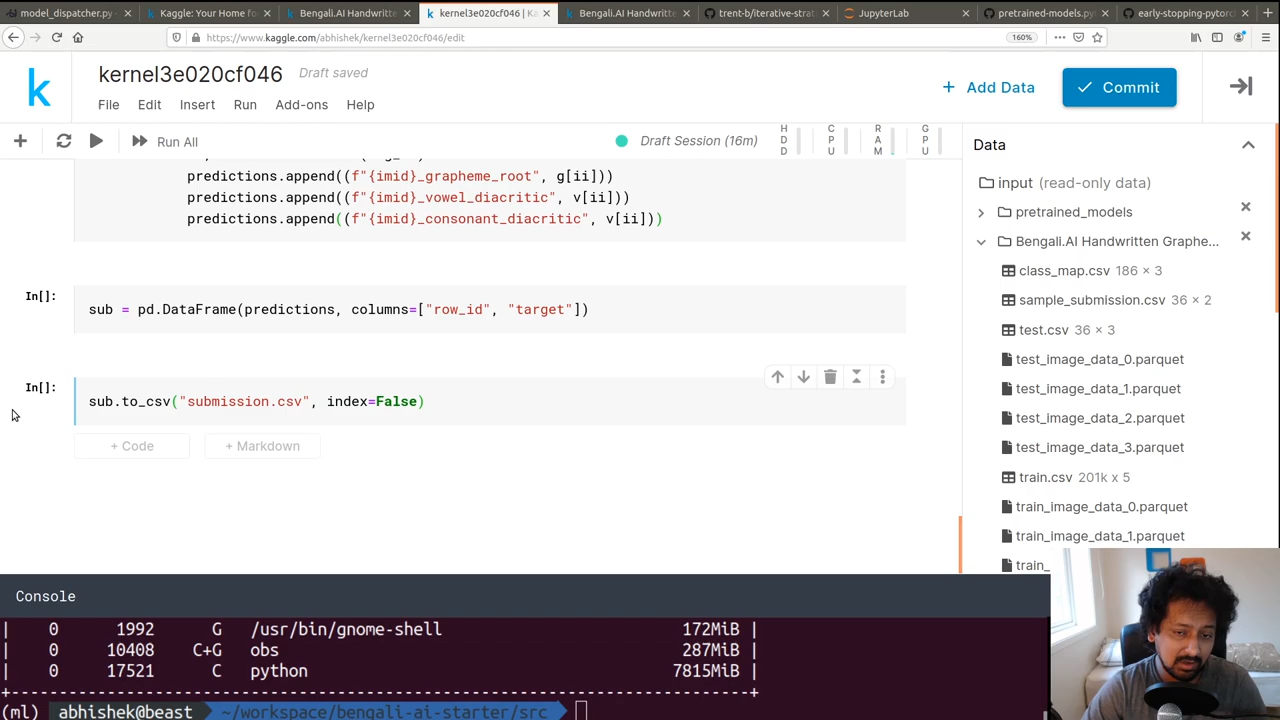 model_dispatcher.py -
Kaggle: Your Home fo
Bengali.AI Handwritte
kernel3e020cf046 | Ka
Bengali.AI Handwritte
trent-b/iterative-strat
JupyterLab
pretrained-models.py
early-stopping-pytorc
https://www.kaggle.com/abhishek/kernel3e020cf046/edit
160%
kernel3e020cf046
Draft saved
File Edit Insert Run Add-ons Help
+ Add Data
Commit
Run All
Draft Session (16m)
HDD
CPU
RAM
GPU
predictions.append((f"{imid}_grapheme_root", g[ii]))
predictions.append((f"{imid}_vowel_diacritic", v[ii]))
predictions.append((f"{imid}_consonant_diacritic", v[ii]))
In[]:
sub = pd.DataFrame(predictions, columns=["row_id", "target"])
In[]:
sub.to_csv("submission.csv", index=False)
+ Code
+ Markdown
Data
input (read-only data)
pretrained_models
Bengali.AI Handwritten Graphe...
class_map.csv 186 × 3
sample_submission.csv 36 × 2
test.csv 36 × 3
test_image_data_0.parquet
test_image_data_1.parquet
test_image_data_2.parquet
test_image_data_3.parquet
train.csv 201k x 5
train_image_data_0.parquet
train_image_data_1.parquet
train_
Console
| 0 1992 G /usr/bin/gnome-shell 172MiB |
| 0 10408 C+G obs 287MiB |
| 0 17521 C python 7815MiB |
+-----------------------------------------------------------------------------+
(ml) abhishek@beast ~/workspace/bengali-ai-starter/src